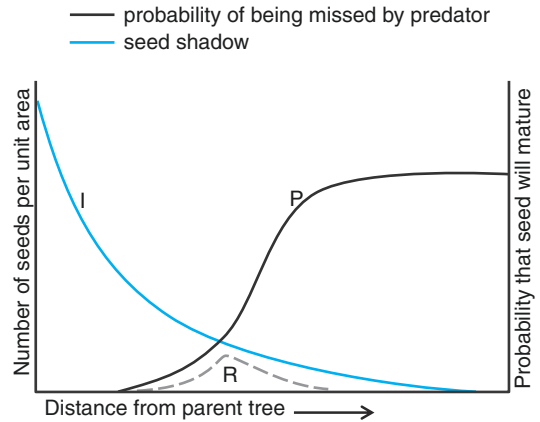 probability of being missed by predator
seed shadow
Number of seeds per unit area
I
P
R
Probability that seed will mature
Distance from parent tree